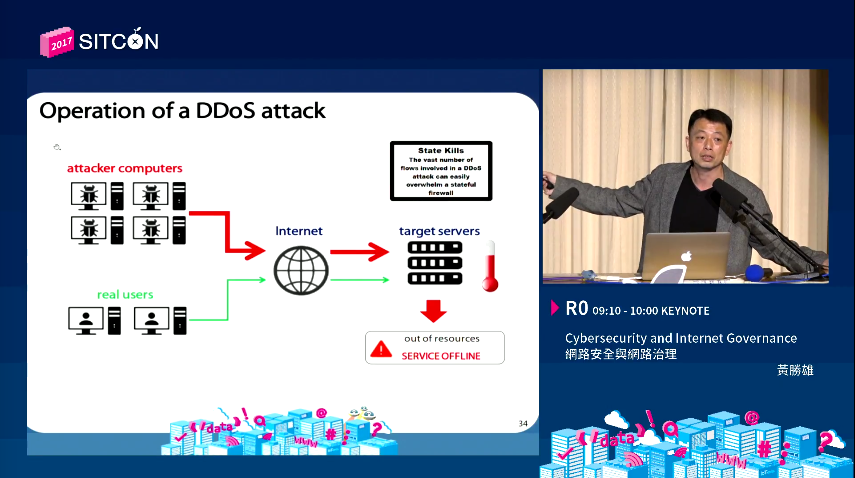 2017 SITCON
Operation of a DDoS attack
attacker computers
State Kills
The vast number of
flows involved in a DDoS
attack can easily
overwhelm a stateful
firewall
Internet
target servers
real users
out of resources
SERVICE OFFLINE
34
data
www
R0 09:10 - 10:00 KEYNOTE
Cybersecurity and Internet Governance
網路安全與網路治理
黃勝雄
data
www